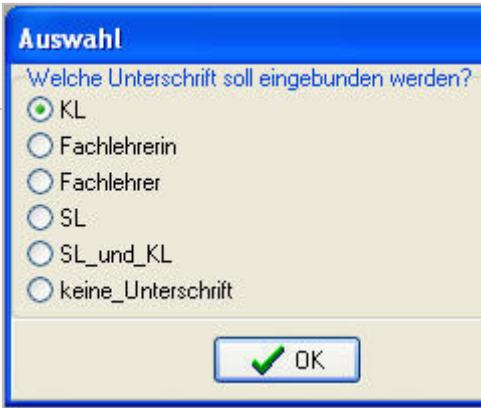 Auswahl
Welche Unterschrift soll eingebunden werden?
KL
Fachlehrerin
Fachlehrer
SL
SL_und_KL
keine_Unterschrift
OK